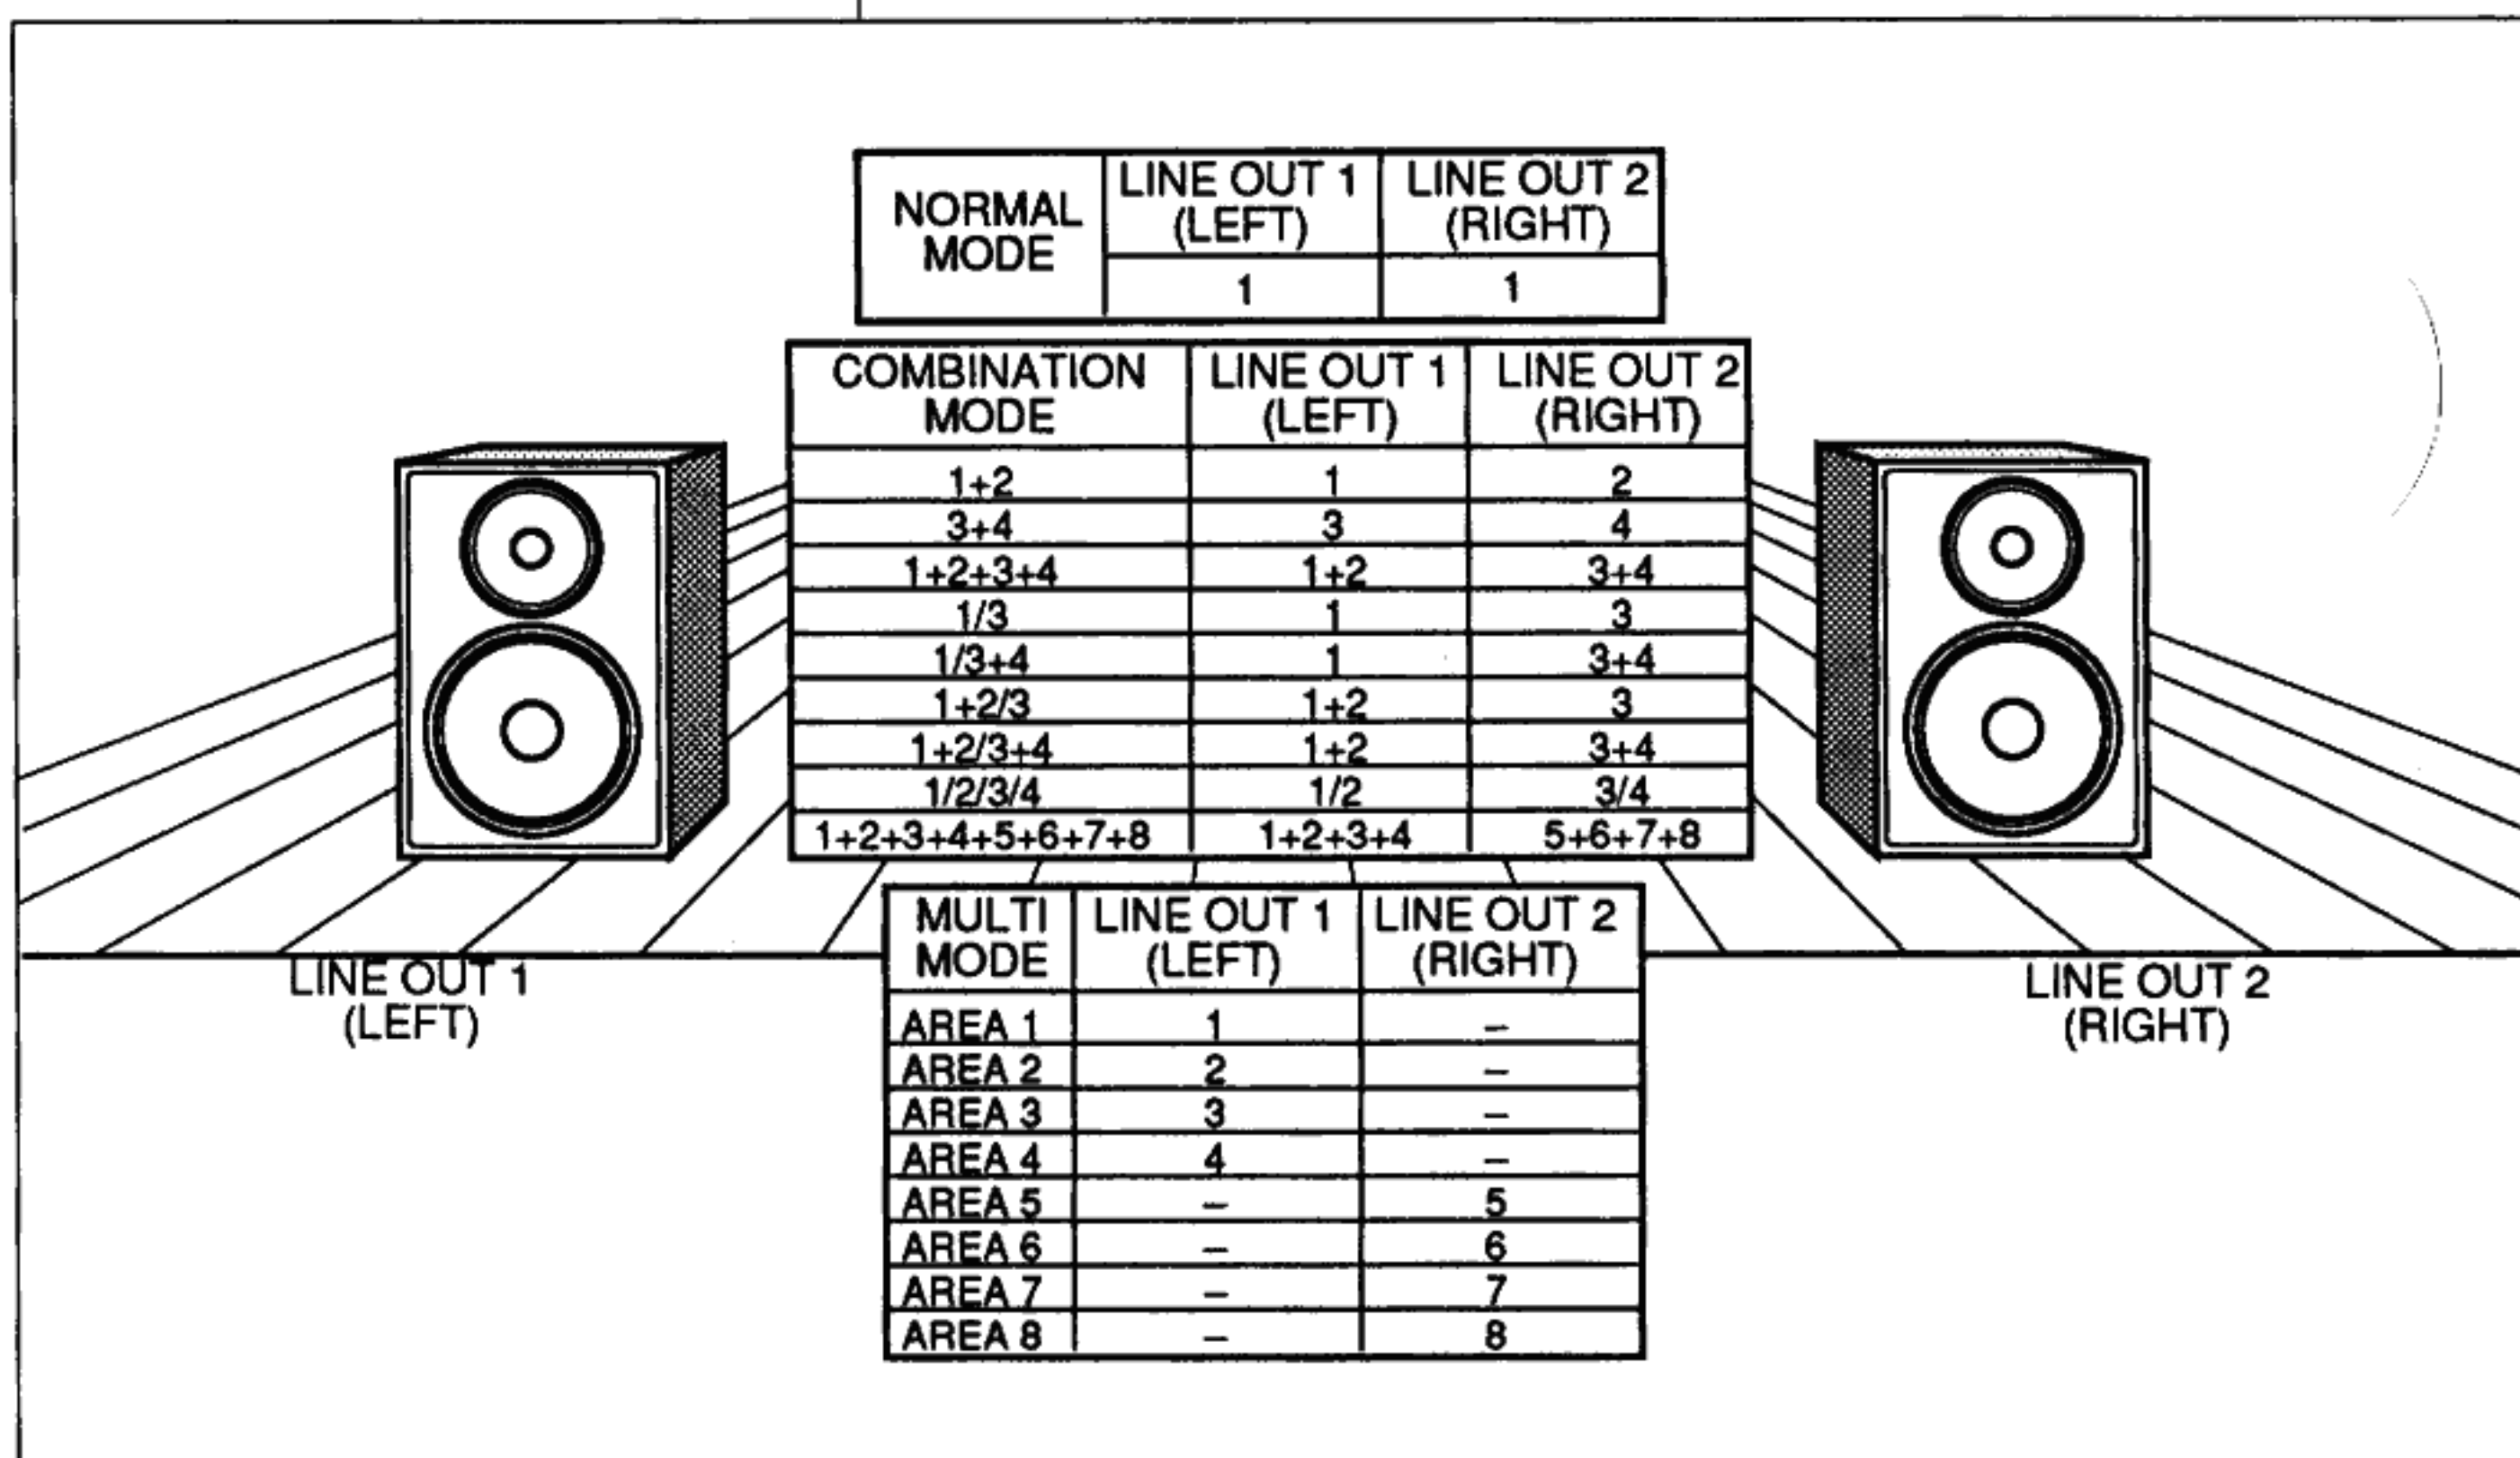 NORMAL MODE
LINE OUT 1 (LEFT)
LINE OUT 2 (RIGHT)
1 1
COMBINATION MODE
LINE OUT 1 (LEFT)
LINE OUT 2 (RIGHT)
1+2 1 2
3+4 3 4
1+2+3+4 1+2 3+4
1/3 1 3
1/3+4 1 3+4
1+2/3 1+2 3
1+2/3+4 1+2 3+4
1/2/3/4 1/2 3/4
1+2+3+4+5+6+7+8 1+2+3+4 5+6+7+8
LINE OUT 1
(LEFT)
MULTI MODE
LINE OUT 1 (LEFT)
LINE OUT 2 (RIGHT)
AREA 1 1 –
AREA 2 2 –
AREA 3 3 –
AREA 4 4 –
AREA 5 – 5
AREA 6 – 6
AREA 7 – 7
AREA 8 – 8
LINE OUT 2
(RIGHT)